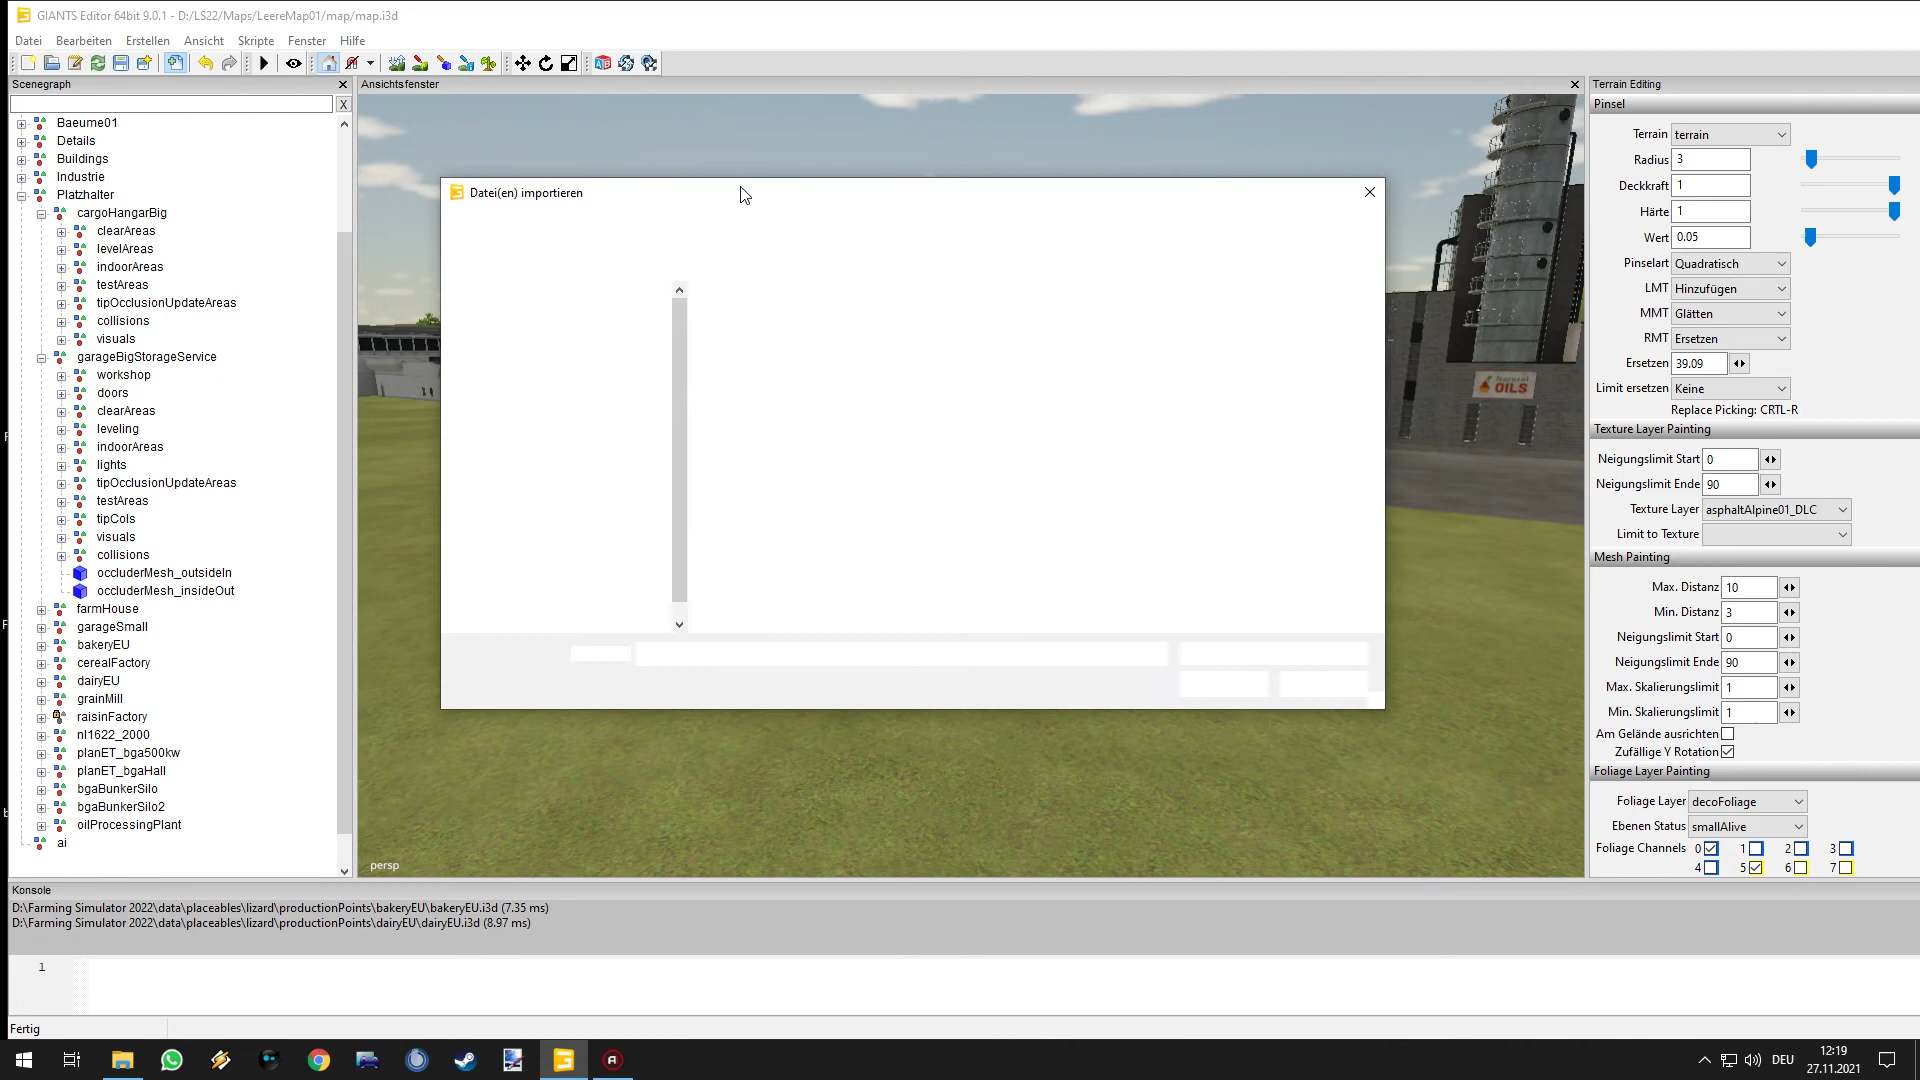 GIANTS Editor 64bit 9.0.1 - D:/LS22/Maps/LeereMap01/map/map.i3d
Datei Bearbeiten Erstellen Ansicht Skripte Fenster Hilfe
Scenegraph
X
Baeume01
Details
Buildings
Industrie
Platzhalter
cargoHangarBig
clearAreas
levelAreas
indoorAreas
testAreas
tipOcclusionUpdateAreas
collisions
visuals
garageBigStorageService
workshop
doors
clearAreas
leveling
indoorAreas
lights
tipOcclusionUpdateAreas
testAreas
tipCols
visuals
collisions
occluderMesh_outsideIn
occluderMesh_insideOut
farmHouse
garageSmall
bakeryEU
cerealFactory
dairyEU
grainMill
raisinFactory
nl1622_2000
planET_bga500kw
planET_bgaHall
bgaBunkerSilo
bgaBunkerSilo2
oilProcessingPlant
ai
Ansichtsfenster
Datei(en) importieren
Natural
OILS
persp
Terrain Editing
Pinsel
Terrain terrain
Radius 3
Deckkraft 1
Härte 1
Wert 0.05
Pinselart Quadratisch
LMT Hinzufügen
MMT Glätten
RMT Ersetzen
Ersetzen 39.09
Limit ersetzen Keine
Replace Picking: CRTL-R
Texture Layer Painting
Neigungslimit Start 0
Neigungslimit Ende 90
Texture Layer asphaltAlpine01_DLC
Limit to Texture
Mesh Painting
Max. Distanz 10
Min. Distanz 3
Neigungslimit Start 0
Neigungslimit Ende 90
Max. Skalierungslimit 1
Min. Skalierungslimit 1
Am Gelände ausrichten
Zufällige Y Rotation
Foliage Layer Painting
Foliage Layer decoFoliage
Ebenen Status smallAlive
Foliage Channels 0 1 2 3
4 5 6 7
Konsole
D:\Farming Simulator 2022\data\placeables\lizard\productionPoints\bakeryEU\bakeryEU.i3d (7.35 ms)
D:\Farming Simulator 2022\data\placeables\lizard\productionPoints\dairyEU\dairyEU.i3d (8.97 ms)
1
Fertig
DEU
12:19
27.11.2021